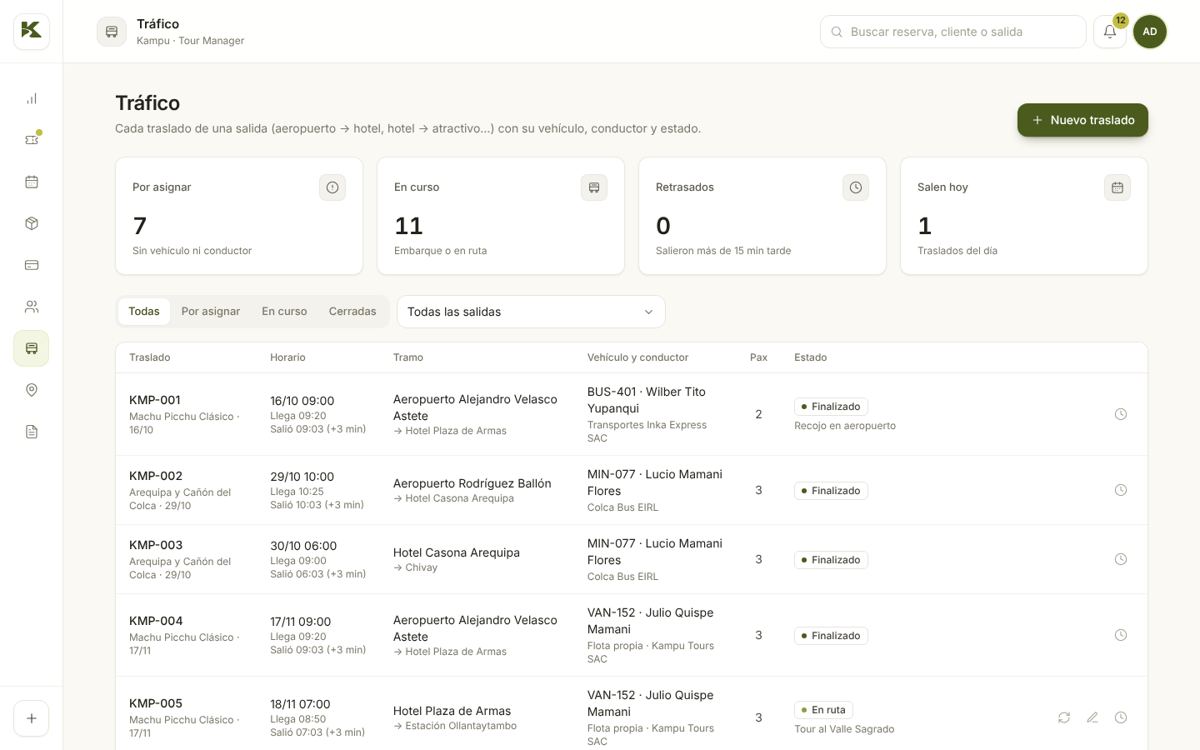 Tráfico
Kampu · Tour Manager
Buscar reserva, cliente o salida
12
AD
Tráfico
Cada traslado de una salida (aeropuerto → hotel, hotel → atractivo...) con su vehículo, conductor y estado.
+ Nuevo traslado
Por asignar
7
Sin vehículo ni conductor
En curso
11
Embarque o en ruta
Retrasados
0
Salieron más de 15 min tarde
Salen hoy
1
Traslados del día
Todas Por asignar En curso Cerradas
Todas las salidas
Traslado Horario Tramo Vehículo y conductor Pax Estado
KMP-001
Machu Picchu Clásico ·
16/10
16/10 09:00
Llega 09:20
Salió 09:03 (+3 min)
Aeropuerto Alejandro Velasco
Astete
→ Hotel Plaza de Armas
BUS-401 · Wilber Tito
Yupanqui
Transportes Inka Express
SAC
2
Finalizado
Recojo en aeropuerto
KMP-002
Arequipa y Cañón del
Colca · 29/10
29/10 10:00
Llega 10:25
Salió 10:03 (+3 min)
Aeropuerto Rodríguez Ballón
→ Hotel Casona Arequipa
MIN-077 · Lucio Mamani
Flores
Colca Bus EIRL
3
Finalizado
KMP-003
Arequipa y Cañón del
Colca · 29/10
30/10 06:00
Llega 09:00
Salió 06:03 (+3 min)
Hotel Casona Arequipa
→ Chivay
MIN-077 · Lucio Mamani
Flores
Colca Bus EIRL
3
Finalizado
KMP-004
Machu Picchu Clásico ·
17/11
17/11 09:00
Llega 09:20
Salió 09:03 (+3 min)
Aeropuerto Alejandro Velasco
Astete
→ Hotel Plaza de Armas
VAN-152 · Julio Quispe
Mamani
Flota propia · Kampu Tours
SAC
3
Finalizado
KMP-005
Machu Picchu Clásico ·
17/11
18/11 07:00
Llega 08:50
Salió 07:03 (+3 min)
Hotel Plaza de Armas
→ Estación Ollantaytambo
VAN-152 · Julio Quispe
Mamani
Flota propia · Kampu Tours
SAC
3
En ruta
Tour al Valle Sagrado